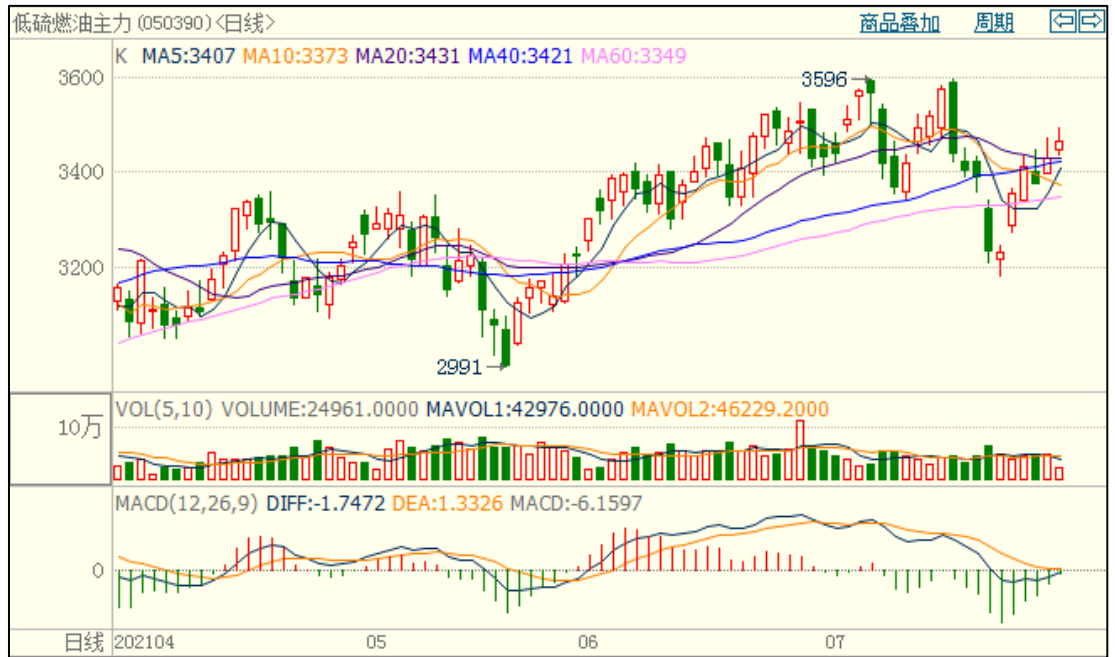 低硫燃油主力(050390)<日线> 商品叠加 周期
K MA5:3407 MA10:3373 MA20:3431 MA40:3421 MA60:3349
3600
3596
3400
3200
2991
VOL(5,10) VOLUME:24961.0000 MAVOL1:42976.0000 MAVOL2:46229.2000
10万
MACD(12,26,9) DIFF:-1.7472 DEA:1.3326 MACD:-6.1597
0
日线 202104 05 06 07